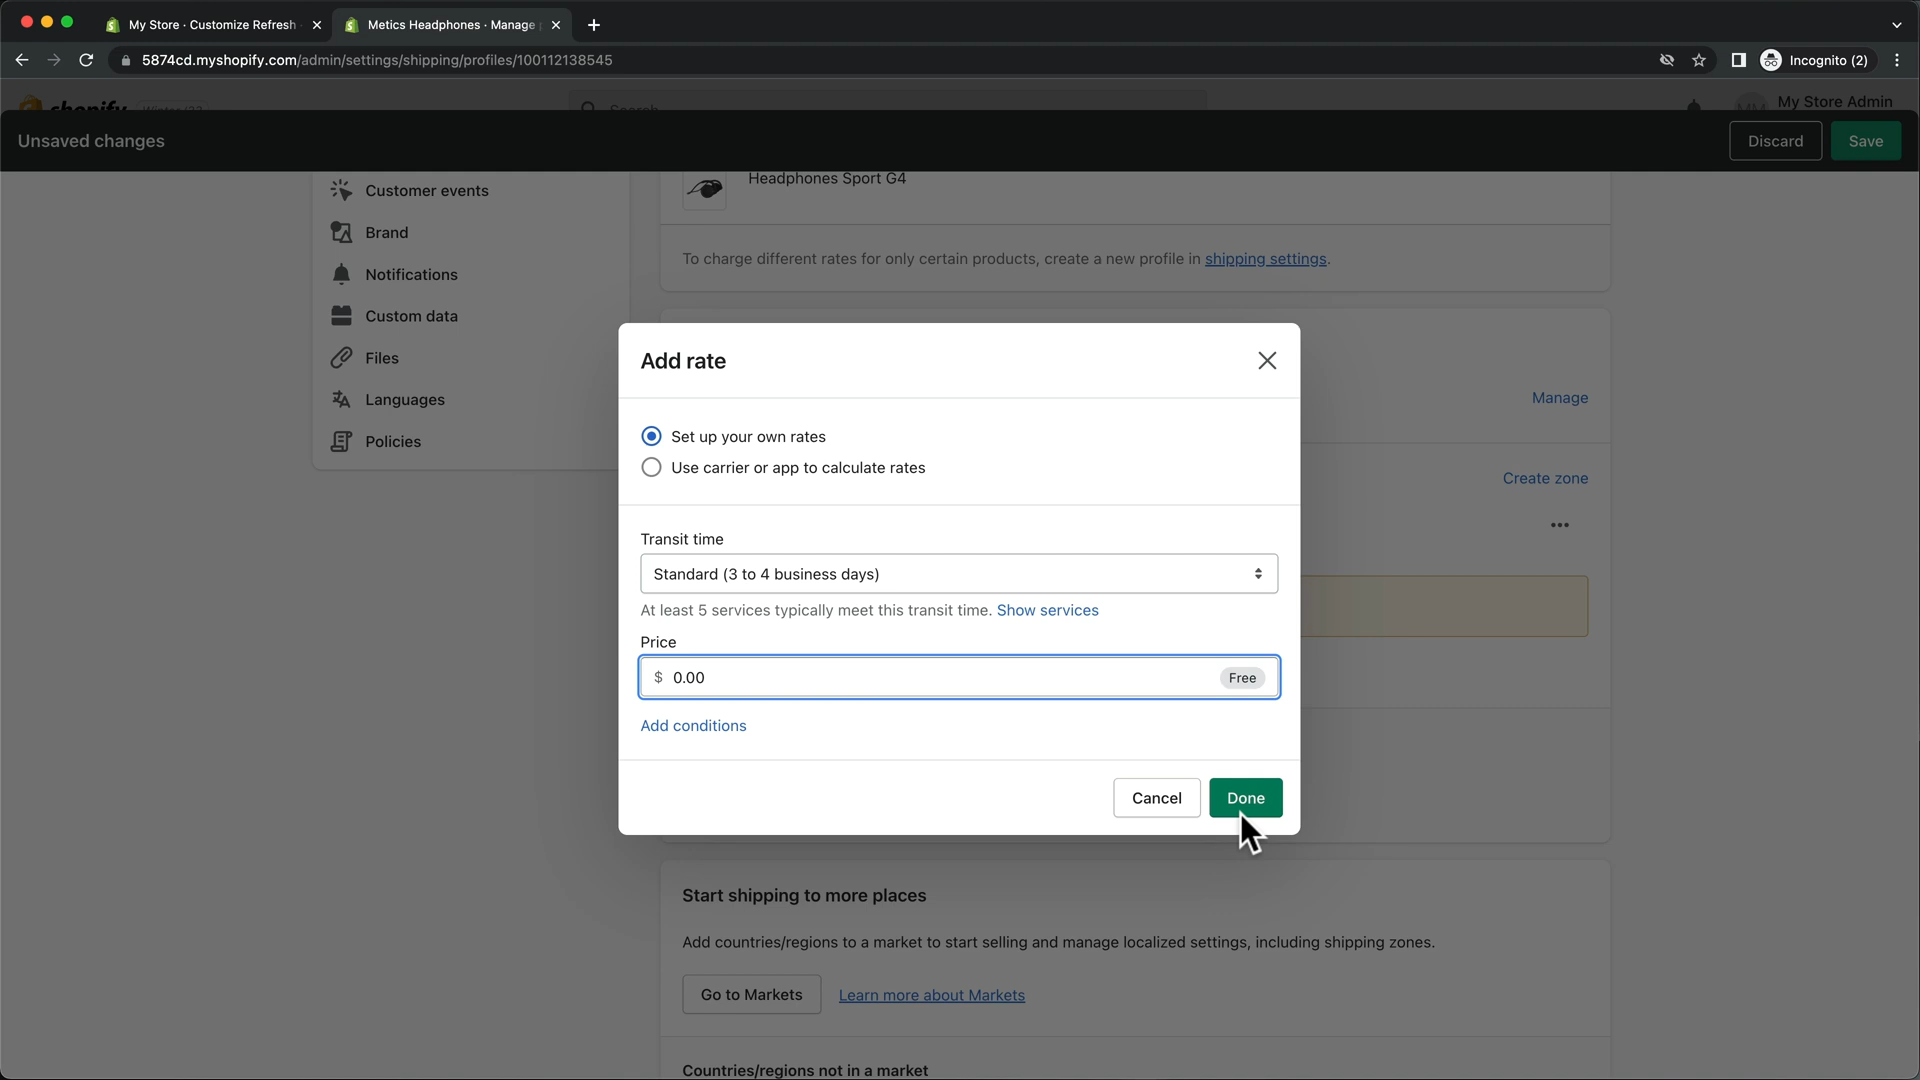 My Store · Customize Refresh
Metics Headphones · Manage
5874cd.myshopify.com/admin/settings/shipping/profiles/100112138545
Incognito (2)
shopify
Search
My Store Admin
Unsaved changes
Discard
Save
Customer events
Brand
Notifications
Custom data
Files
Languages
Policies
Headphones Sport G4
To charge different rates for only certain products, create a new profile in shipping settings.
Manage
Create zone
Add rate
Set up your own rates
Use carrier or app to calculate rates
Transit time
Standard (3 to 4 business days)
At least 5 services typically meet this transit time. Show services
Price
$ 0.00
Free
Add conditions
Cancel
Done
Start shipping to more places
Add countries/regions to a market to start selling and manage localized settings, including shipping zones.
Go to Markets
Learn more about Markets
Countries/regions not in a market